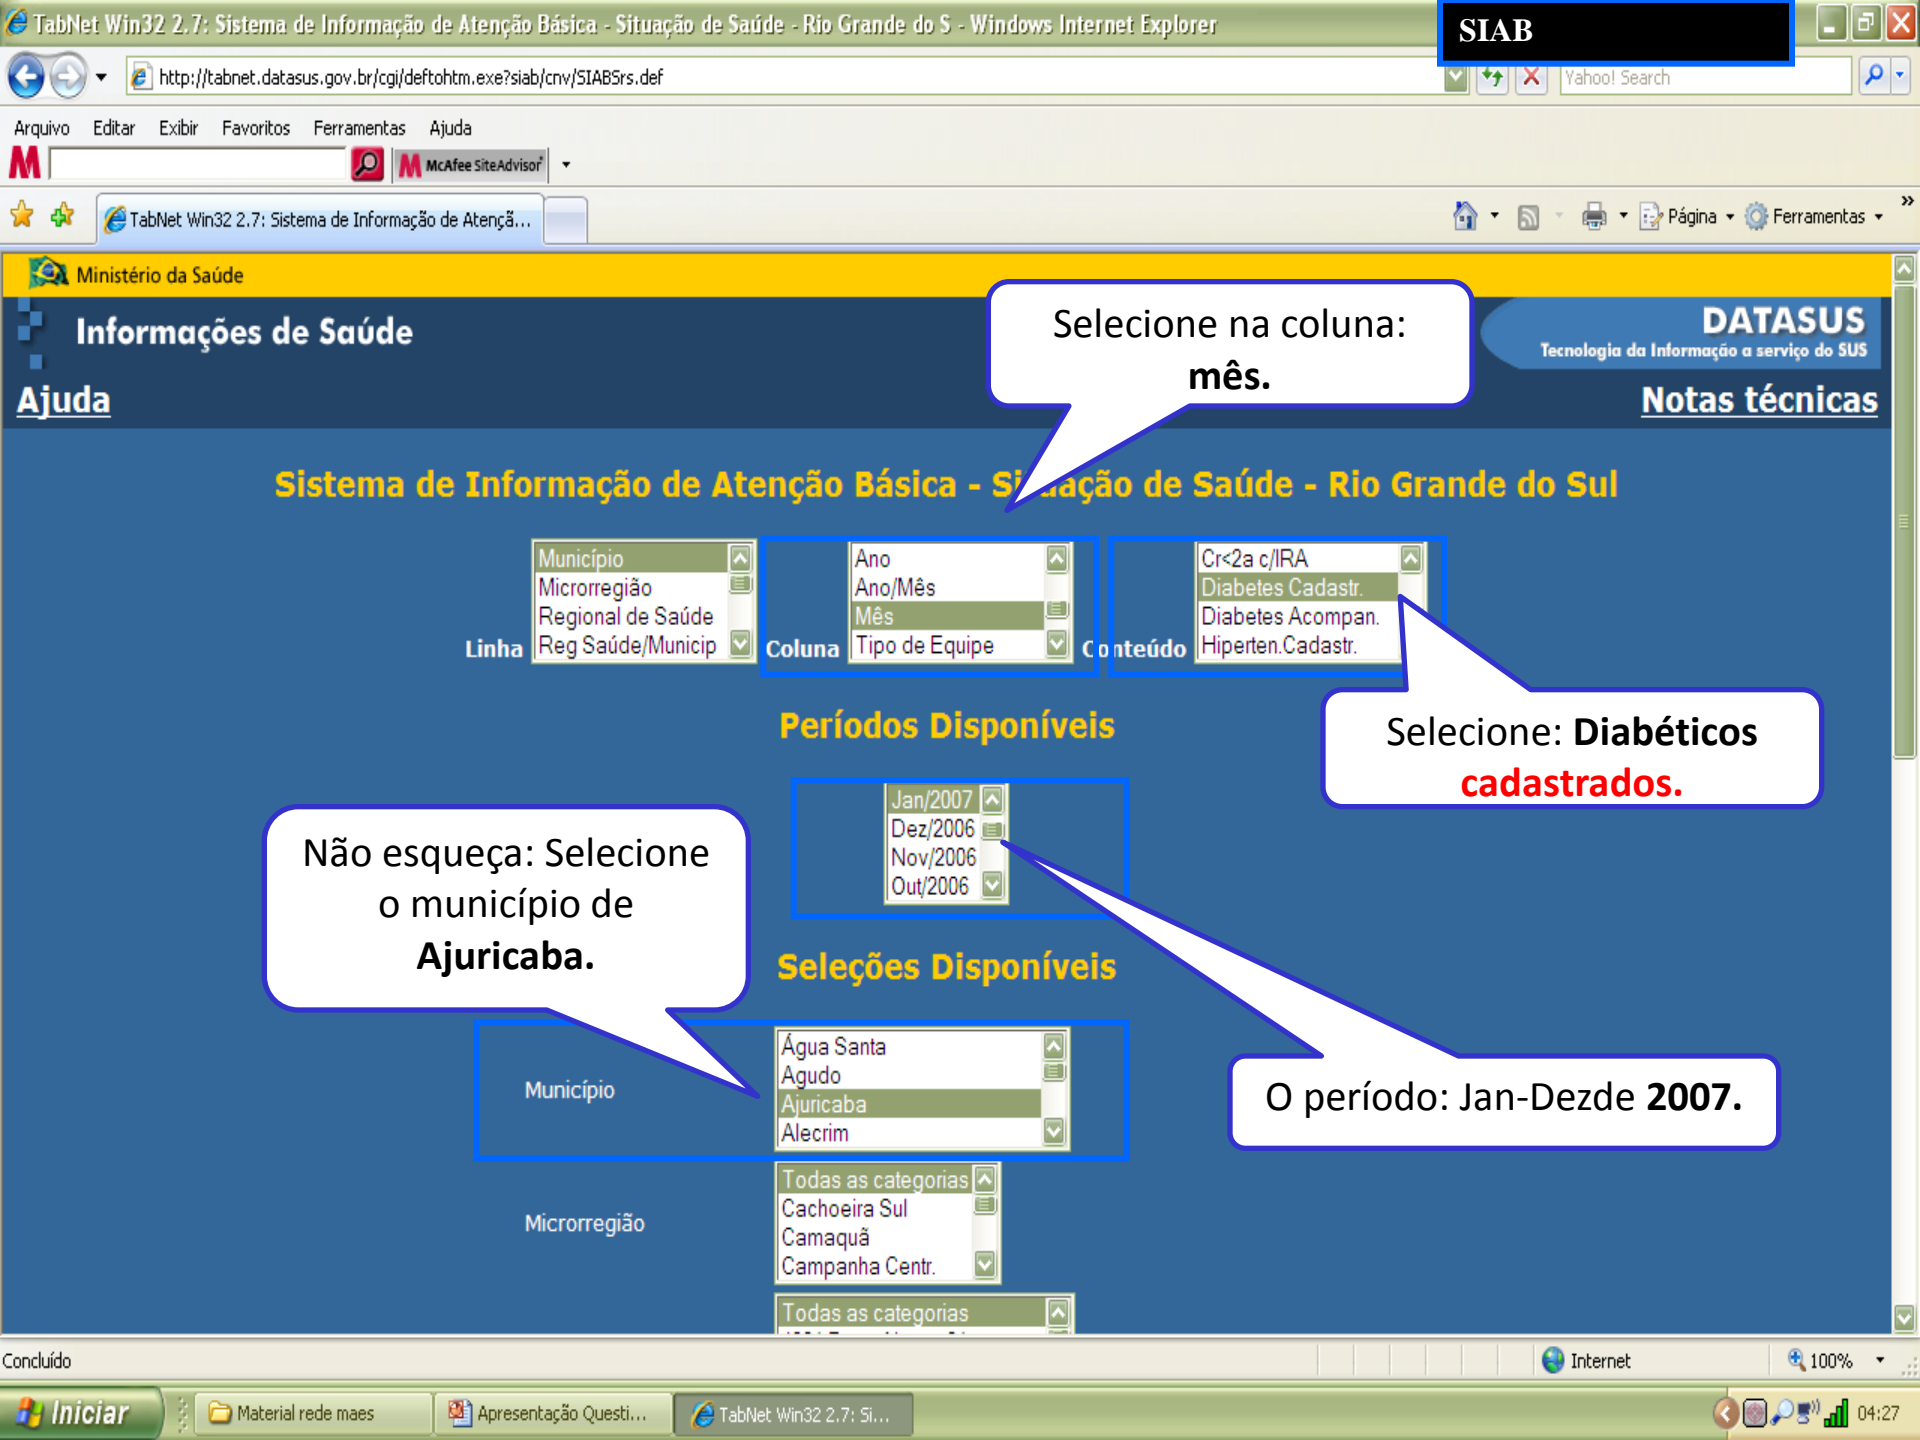 TabNet Win32 2.7: Sistema de Informação de Atenção Básica - Situação de Saúde - Rio Grande do S - Windows Internet Explorer
SIAB
http://tabnet.datasus.gov.br/cgi/deftohtm.exe?siab/cnv/SIABSrs.def
Yahoo! Search
Arquivo Editar Exibir Favoritos Ferramentas Ajuda
McAfee SiteAdvisor
TabNet Win32 2.7: Sistema de Informação de Atençã...
Página
Ferramentas
Ministério da Saúde
Informações de Saúde
DATASUS
Tecnologia da Informação a serviço do SUS
Ajuda
Notas técnicas
Selecione na coluna:
mês.
Sistema de Informação de Atenção Básica - Situação de Saúde - Rio Grande do Sul
Linha
Município
Microrregião
Regional de Saúde
Reg Saúde/Municip
Coluna
Ano
Ano/Mês
Mês
Tipo de Equipe
Conteúdo
Cr<2a c/IRA
Diabetes Cadastr.
Diabetes Acompan.
Hiperten.Cadastr.
Selecione: Diabéticos
cadastrados.
Períodos Disponíveis
Jan/2007
Dez/2006
Nov/2006
Out/2006
Não esqueça: Selecione
o município de
Ajuricaba.
O período: Jan-Dezde 2007.
Seleções Disponíveis
Município
Água Santa
Agudo
Ajuricaba
Alecrim
Microrregião
Todas as categorias
Cachoeira Sul
Camaquã
Campanha Centr.
Todas as categorias
Concluído
Internet
100%
Iniciar
Material rede maes
Apresentação Questi...
TabNet Win32 2.7: Si...
04:27